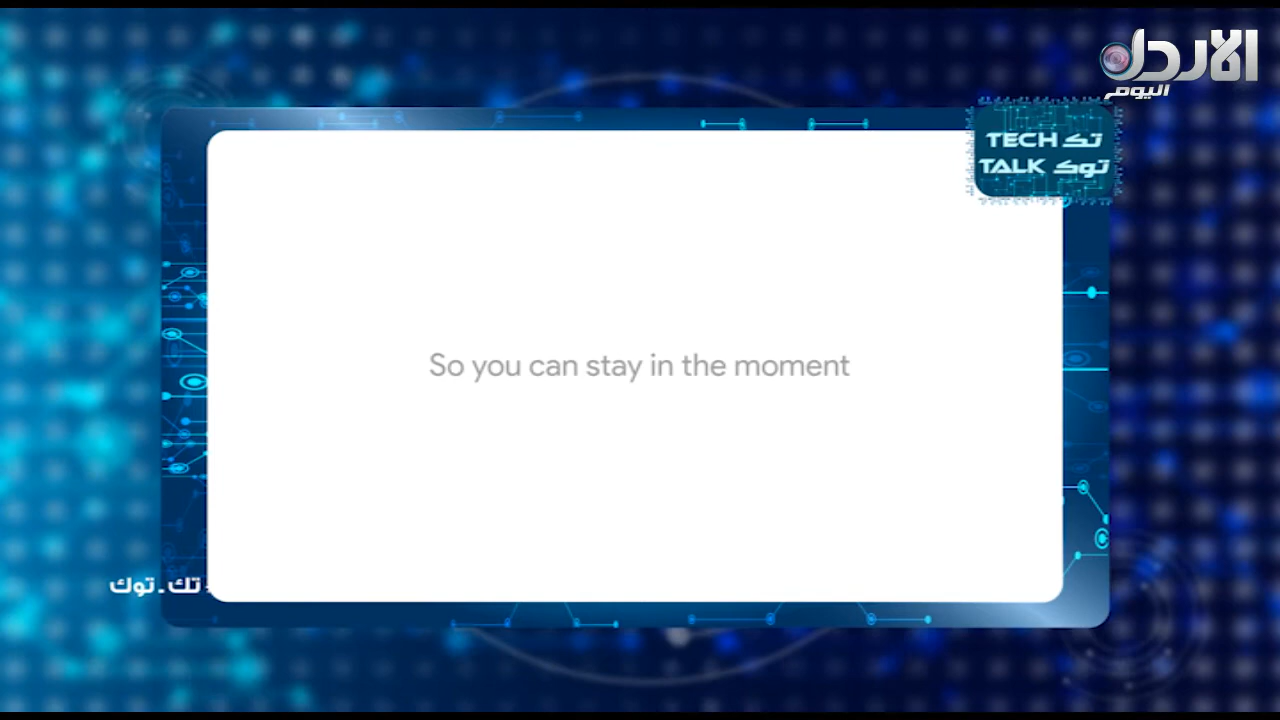 الاردن
اليوم
TECH تك
TALK توك
So you can stay in the moment
تك.توك